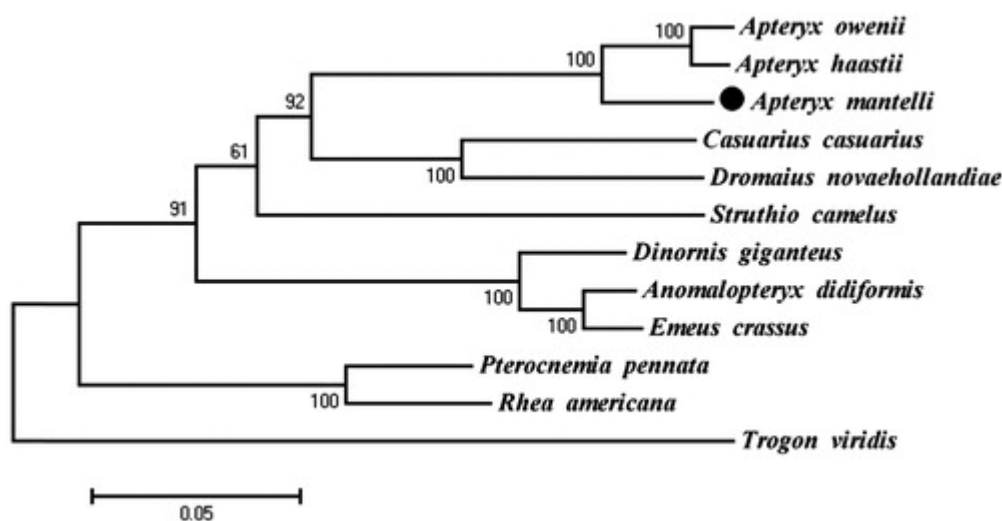 100
Apteryx owenii
100
Apteryx haastii
92
Apteryx mantelli
Casuarius casuarius
61
100
Dromaius novaehollandiae
91
Struthio camelus
Dinornis giganteus
100
Anomalopteryx didiformis
100
Emeus crassus
Pterocnemia pennata
100
Rhea americana
Trogon viridis
0.05